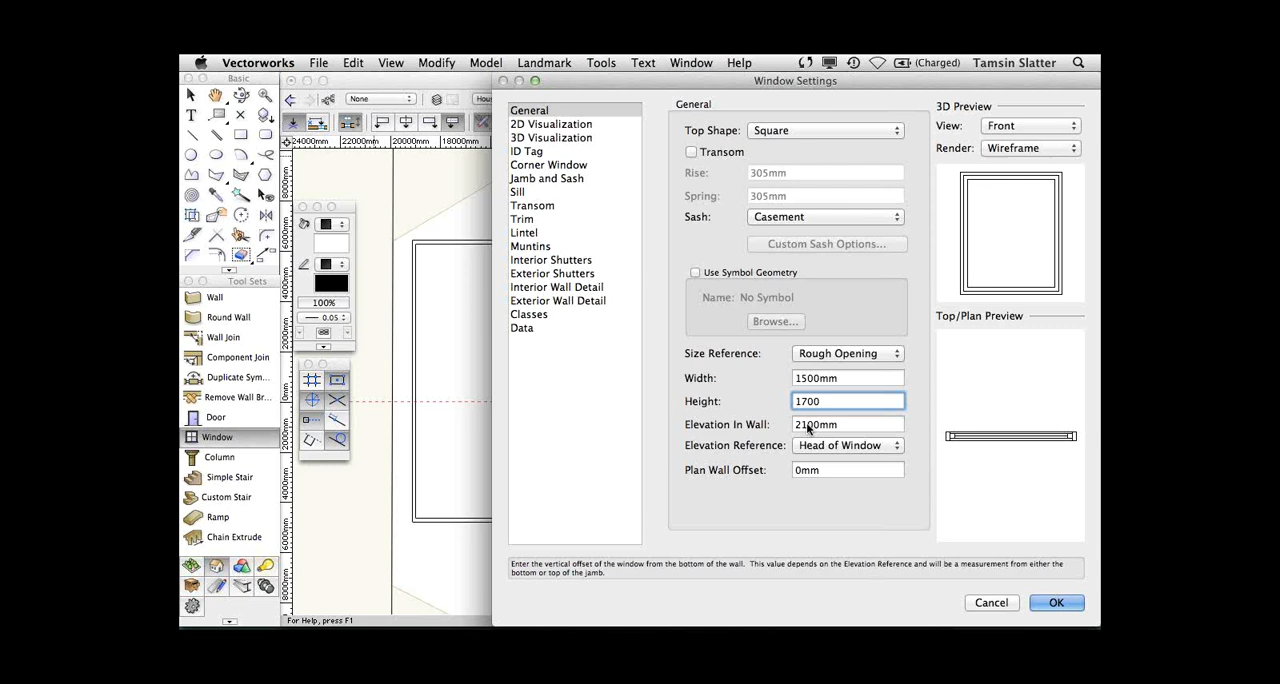 Vectorworks File Edit View Modify Model Landmark Tools Text Window Help (Charged) Tamsin Slatter
Basic
Window Settings
None
24000mm 22000mm 20000mm 18000mm
100%
0.05
Tool Sets
Wall
Round Wall
Wall Join
Component Join
Duplicate Sym...
Remove Wall Br...
Door
Window
Column
Simple Stair
Custom Stair
Ramp
Chain Extrude
For Help, press F1
General
2D Visualization
3D Visualization
ID Tag
Corner Window
Jamb and Sash
Sill
Transom
Trim
Lintel
Muntins
Interior Shutters
Exterior Shutters
Interior Wall Detail
Exterior Wall Detail
Classes
Data
General
Top Shape: Square
Transom
Rise: 305mm
Spring: 305mm
Sash: Casement
Custom Sash Options...
Use Symbol Geometry
Name: No Symbol
Browse...
Size Reference: Rough Opening
Width: 1500mm
Height: 1700
Elevation In Wall: 2100mm
Elevation Reference: Head of Window
Plan Wall Offset: 0mm
3D Preview
View: Front
Render: Wireframe
Top/Plan Preview
Enter the vertical offset of the window from the bottom of the wall. This value depends on the Elevation Reference and will be a measurement from either the
bottom or top of the jamb.
Cancel OK